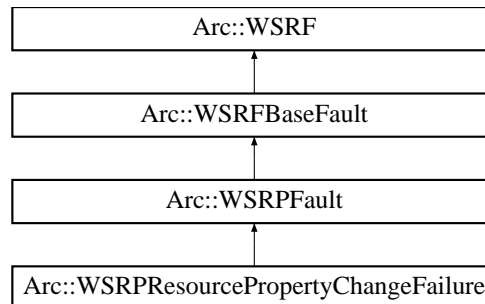 Arc::WSRF
Arc::WSRFBaseFault
Arc::WSRPFault
Arc::WSRPResourcePropertyChangeFailure